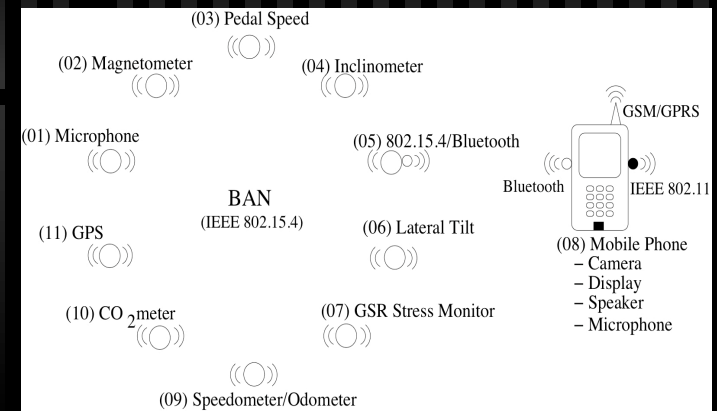 (03) Pedal Speed
(02) Magnetometer
(04) Inclinometer
GSM/GPRS
(01) Microphone
(05) 802.15.4/Bluetooth
Bluetooth
IEEE 802.11
BAN
(IEEE 802.15.4)
(11) GPS
(06) Lateral Tilt
(08) Mobile Phone
– Camera
– Display
– Speaker
– Microphone
(10) CO 2 meter
(07) GSR Stress Monitor
(09) Speedometer/Odometer